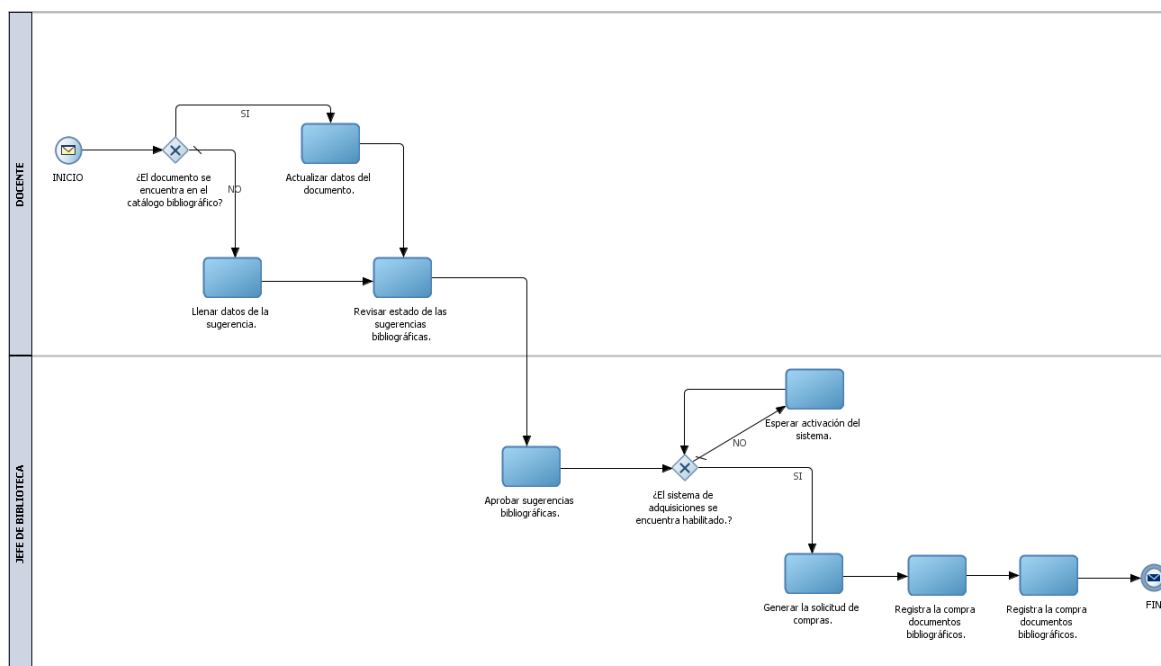 DOCENTE
INICIO
¿El documento se
encuentra en el
catálogo bibliográfico?
SI
NO
Actualizar datos del
documento.
Llenar datos de la
sugerencia.
Revisar estado de las
sugerencias
bibliográficas.
JEFE DE BIBLIOTECA
Aprobar sugerencias
bibliográficas.
¿El sistema de
adquisiciones se
encuentra habilitado.?
NO
Esperar activación del
sistema.
SI
Generar la solicitud de
compras.
Registra la compra
documentos
bibliográficos.
Registra la compra
documentos
bibliográficos.
FIN